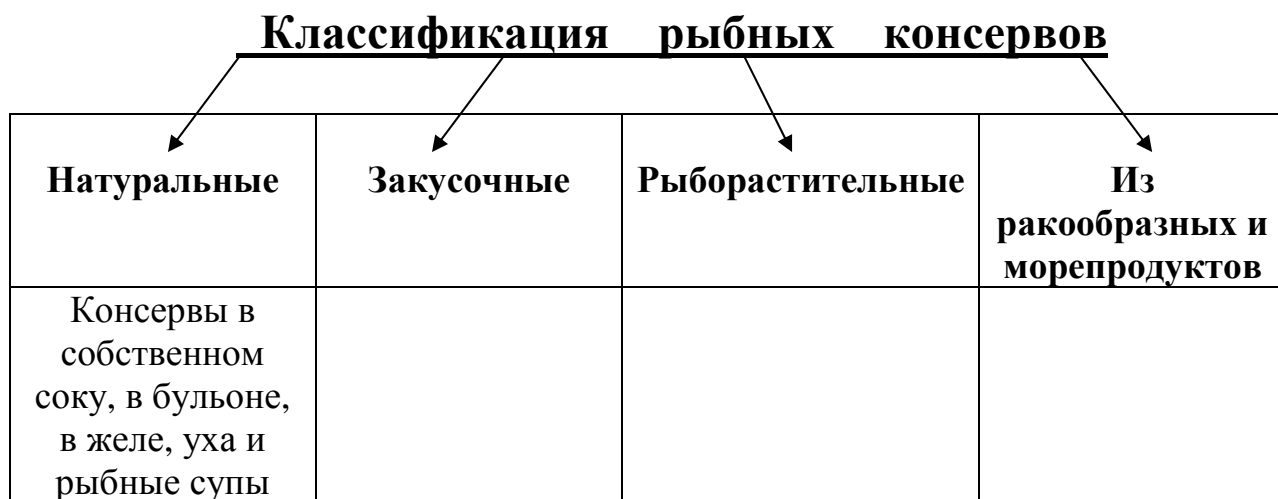 Классификация рыбных консервов
Натуральные
Закусочные
Рыборастительные
Из
ракообразных и
морепродуктов
Консервы в
собственном
соку, в бульоне,
в желе, уха и
рыбные супы